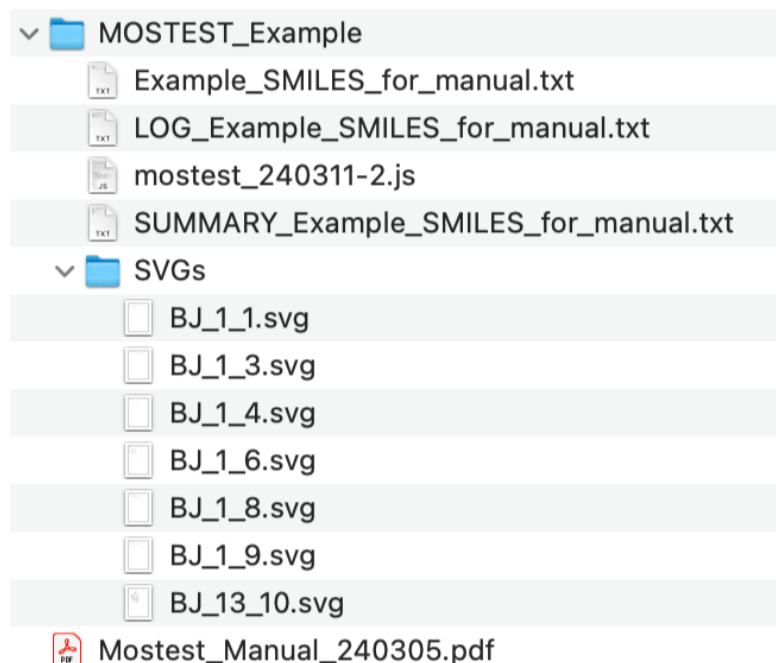 MOSTEST_Example
Example_SMILES_for_manual.txt
LOG_Example_SMILES_for_manual.txt
mostest_240311-2.js
SUMMARY_Example_SMILES_for_manual.txt
SVGs
BJ_1_1.svg
BJ_1_3.svg
BJ_1_4.svg
BJ_1_6.svg
BJ_1_8.svg
BJ_1_9.svg
BJ_13_10.svg
Mostest_Manual_240305.pdf